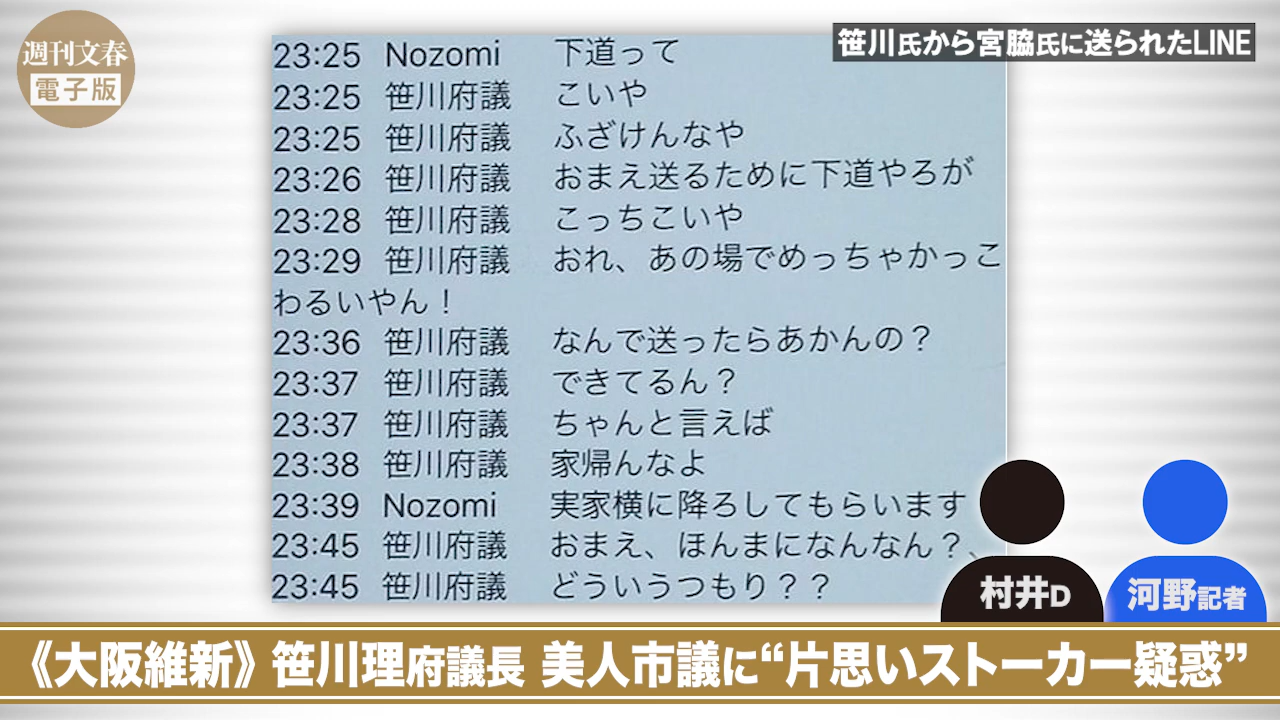 週刊文春
電子版
笹川氏から宮脇氏に送られたLINE
23:25 Nozomi 下道って
23:25 笹川府議 こいや
23:25 笹川府議 ふざけんなや
23:26 笹川府議 おまえ送るために下道やろが
23:28 笹川府議 こっちこいや
23:29 笹川府議 おれ、あの場でめっちゃかっこ
わるいやん！
23:36 笹川府議 なんで送ったらあかんの？
23:37 笹川府議 できてるん？
23:37 笹川府議 ちゃんと言えば
23:38 笹川府議 家帰んなよ
23:39 Nozomi 実家横に降ろしてもらいます
23:45 笹川府議 おまえ、ほんまになんなん？、
23:45 笹川府議 どういうつもり？？
村井D
河野記者
《大阪維新》笹川理府議長 美人市議に“片思いストーカー疑惑”